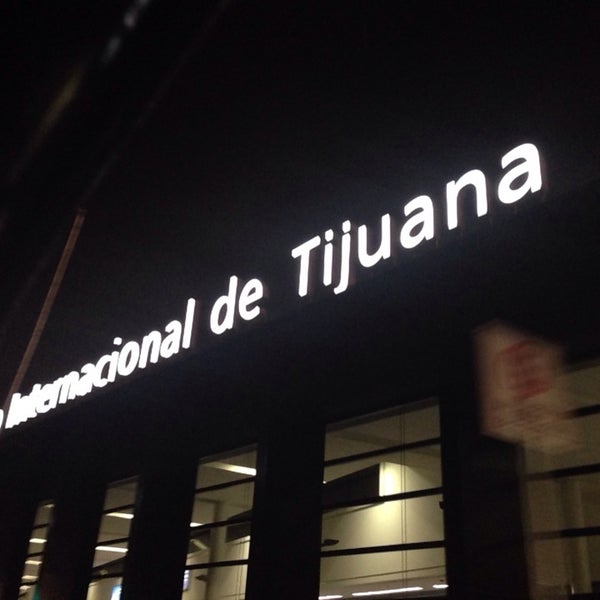 o Internacional de Tijuana